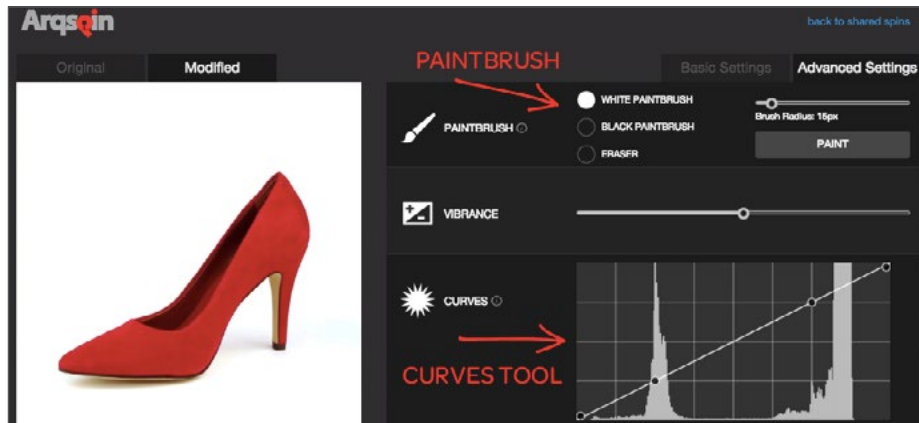 Arqspin
back to shared spins
Original
Modified
PAINTBRUSH
Basic Settings
Advanced Settings
PAINTBRUSH
WHITE PAINTBRUSH
BLACK PAINTBRUSH
ERASER
Brush Radius: 15px
PAINT
VIBRANCE
CURVES
CURVES TOOL